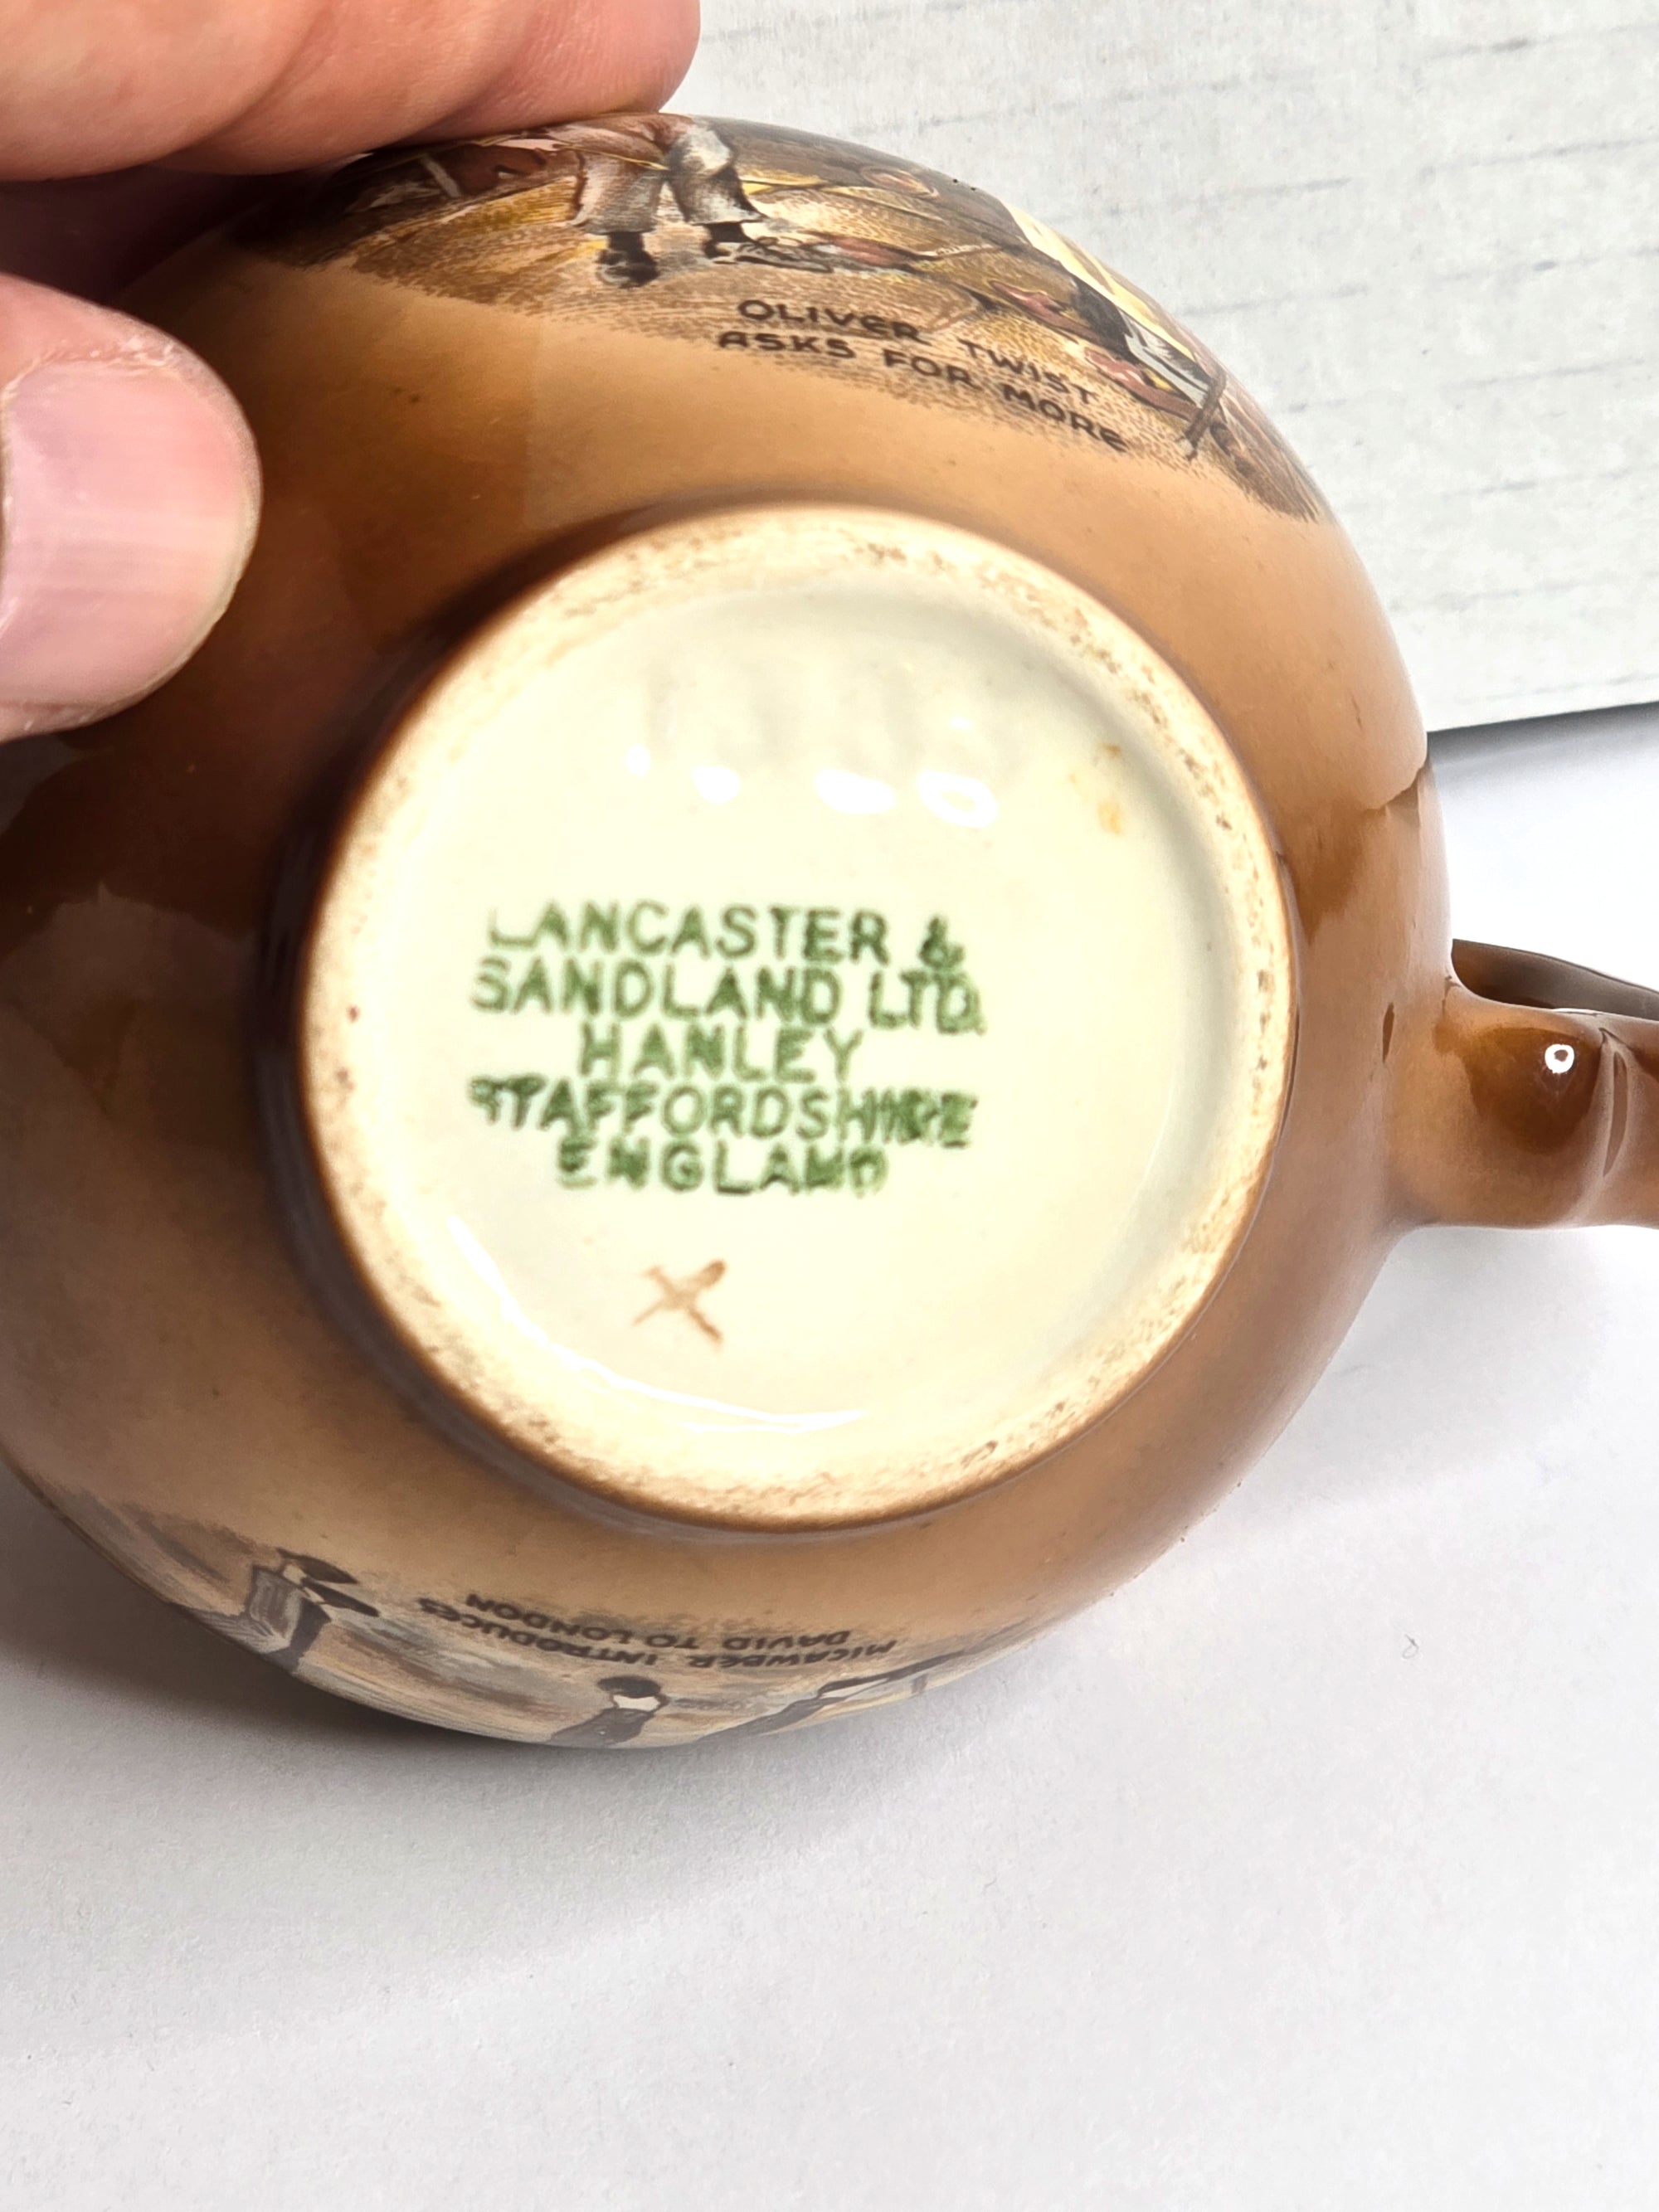 OLIVER TWIST
ASKS FOR MORE
LANCASTER &
SANDLAND LTD.
HANLEY
STAFFORDSHIRE
ENGLAND
MICAWBER INTRODUCES
DAVID TO LONDON